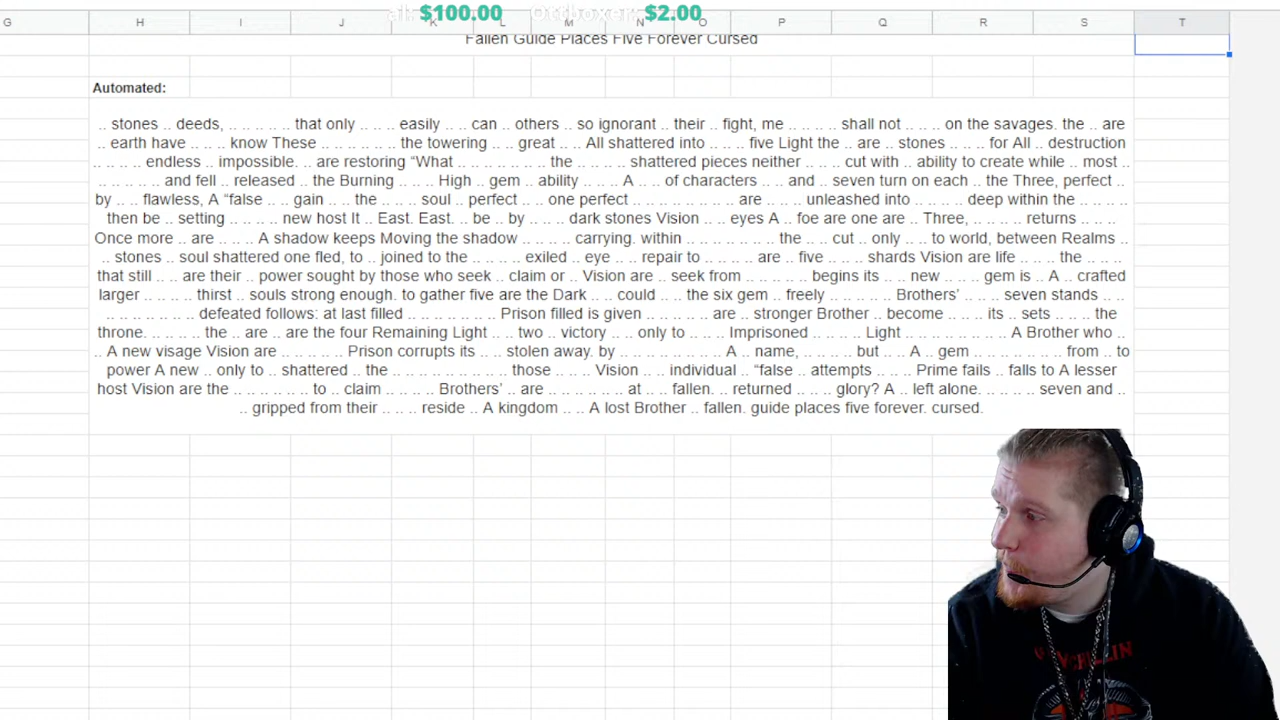 al: $100.00 Otrboxer: $2.00
G H I J K L M N O P Q R S T
Fallen Guide Places Five Forever Cursed
Automated:
.. stones .. deeds, .. .. .. .. that only .. .. easily .. can .. others .. so ignorant .. their .. fight, me .. .. .. shall not .. .. on the savages. the .. are
.. earth have .. .. know These .. .. .. .. the towering .. great .. .. All shattered into .. .. five Light the .. are .. stones .. .. for All .. destruction
.. .. .. endless .. impossible. .. are restoring “What .. .. .. .. .. the .. .. .. shattered pieces neither .. .. cut with .. ability to create while .. most ..
.. .. .. .. and fell .. released .. the Burning .. .. High .. gem .. ability .. .. A .. .. of characters .. .. and .. seven turn on each .. the Three, perfect ..
by .. .. flawless, A “false .. gain .. .. the .. .. soul .. perfect .. .. one perfect .. .. .. .. .. .. are .. .. unleashed into .. .. .. deep within the .. .. ..
then be .. setting .. .. .. new host It .. East. East. .. be .. by .. .. dark stones Vision .. .. eyes A .. foe are one are .. Three, .. .. .. returns .. .. ..
Once more .. are .. .. .. A shadow keeps Moving the shadow .. .. .. carrying. within .. .. .. .. .. the .. .. cut .. only .. .. to world, between Realms ..
.. stones .. soul shattered one fled, to .. joined to the .. .. .. exiled .. eye .. repair to .. .. .. are .. five .. .. shards Vision are life .. .. the .. ..
that still .. .. are their .. power sought by those who seek .. claim or .. Vision are .. seek from .. .. .. .. begins its .. new .. gem is .. A .. crafted
larger .. .. .. thirst .. souls strong enough. to gather five are the Dark .. .. could .. .. the six gem .. freely .. .. .. .. Brothers’ .. .. seven stands .. ..
.. .. .. .. .. defeated follows: at last filled .. .. .. .. .. Prison filled is given .. .. .. are .. stronger Brother .. become .. .. its .. sets .. .. the
throne. .. .. .. the .. are .. are the four Remaining Light .. two .. victory .. .. only to .. .. Imprisoned .. .. Light .. .. .. .. .. .. A Brother who ..
.. A new visage Vision are .. .. .. .. Prison corrupts its .. .. stolen away. by .. .. .. .. .. .. A .. name, .. .. .. but .. A .. gem .. .. .. .. .. from .. to
power A new .. only to .. shattered .. the .. .. .. .. .. those .. .. Vision .. individual .. “false .. attempts .. .. Prime fails .. falls to A lesser
host Vision are the .. .. .. .. to .. claim .. .. .. Brothers’ .. are .. .. .. .. at .. fallen. .. returned .. .. glory? A .. left alone. .. .. .. seven and ..
.. gripped from their .. .. .. reside .. A kingdom .. .. A lost Brother .. fallen. guide places five forever. cursed.